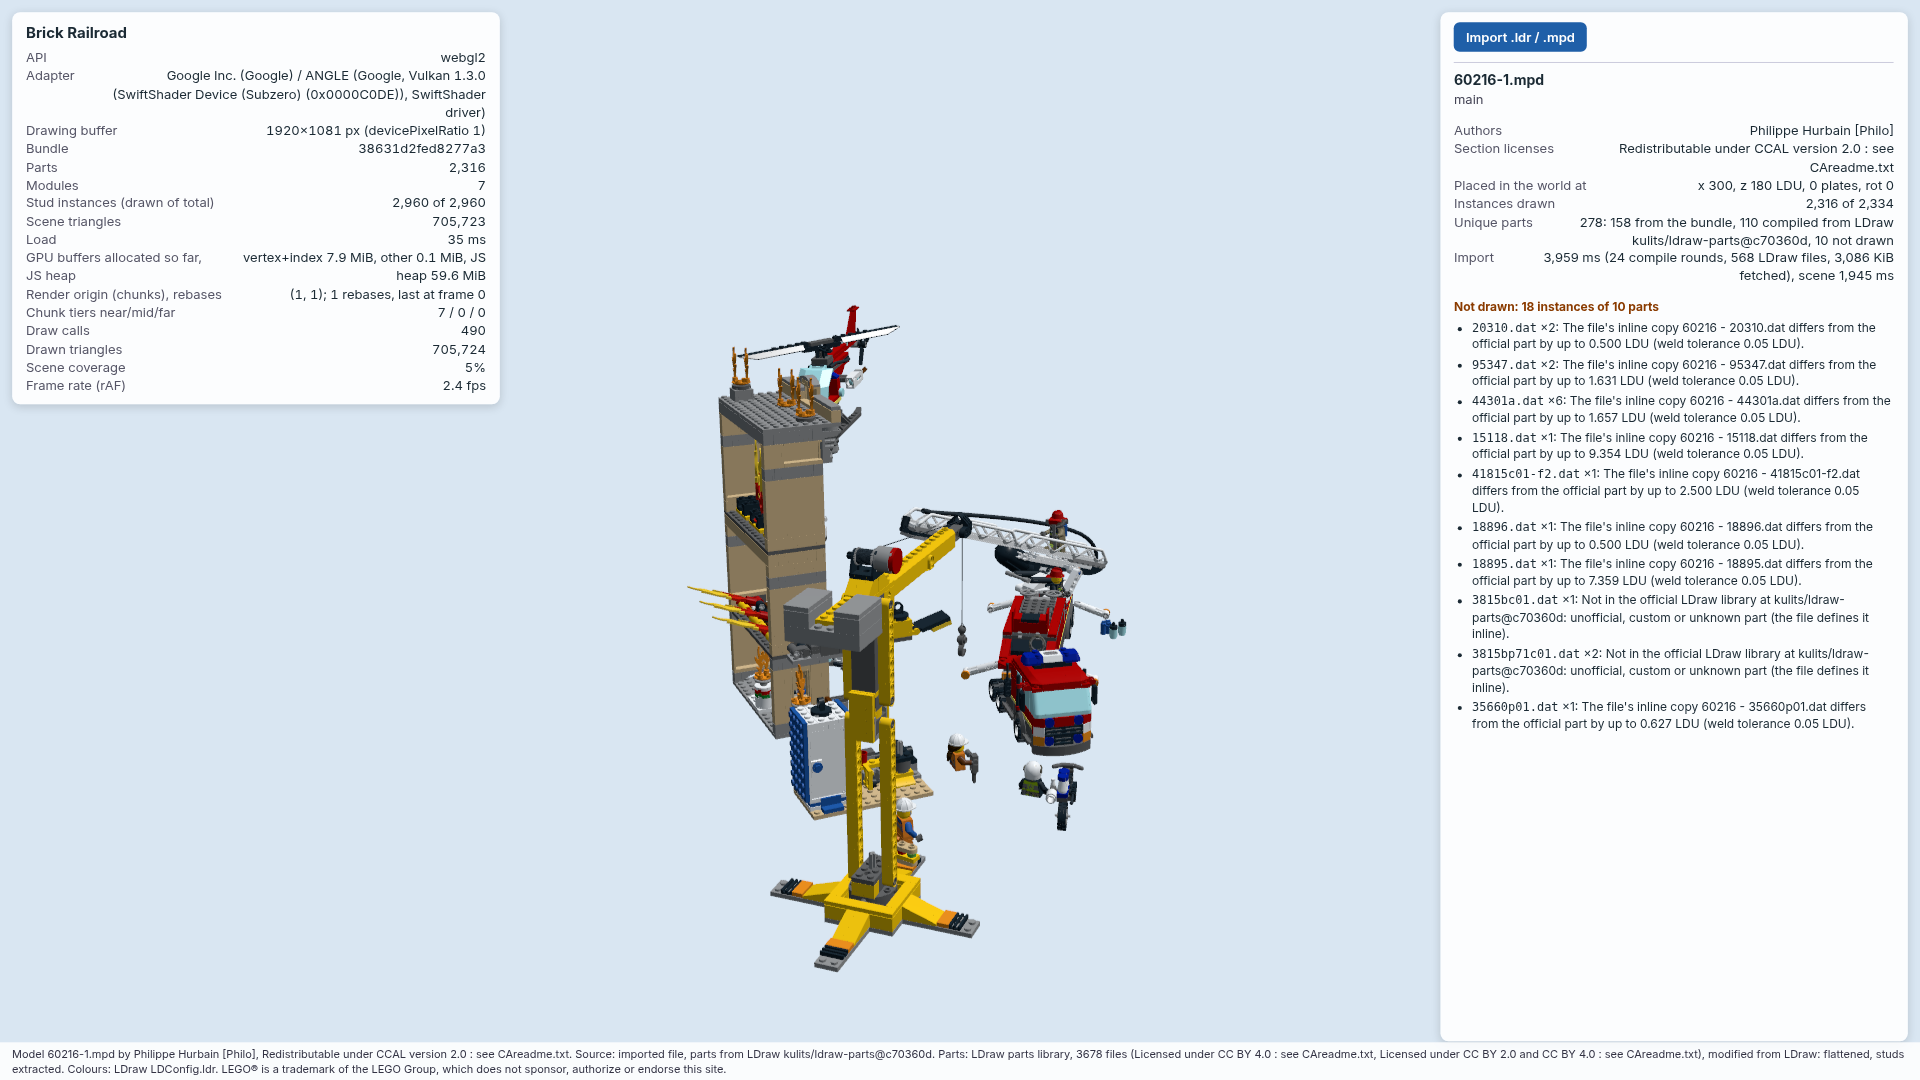 Brick Railroad
API webgl2
Adapter Google Inc. (Google) / ANGLE (Google, Vulkan 1.3.0
(SwiftShader Device (Subzero) (0x0000C0DE)), SwiftShader
driver)
Drawing buffer 1920×1081 px (devicePixelRatio 1)
Bundle 38631d2fed8277a3
Parts 2,316
Modules 7
Stud instances (drawn of total) 2,960 of 2,960
Scene triangles 705,723
Load 35 ms
GPU buffers allocated so far, vertex+index 7.9 MiB, other 0.1 MiB, JS
JS heap heap 59.6 MiB
Render origin (chunks), rebases (1, 1); 1 rebases, last at frame 0
Chunk tiers near/mid/far 7 / 0 / 0
Draw calls 490
Drawn triangles 705,724
Scene coverage 5%
Frame rate (rAF) 2.4 fps
Import .ldr / .mpd
60216-1.mpd
main
Authors Philippe Hurbain [Philo]
Section licenses Redistributable under CCAL version 2.0 : see
CAreadme.txt
Placed in the world at x 300, z 180 LDU, 0 plates, rot 0
Instances drawn 2,316 of 2,334
Unique parts 278: 158 from the bundle, 110 compiled from LDraw
kulits/ldraw-parts@c70360d, 10 not drawn
Import 3,959 ms (24 compile rounds, 568 LDraw files, 3,086 KiB
fetched), scene 1,945 ms
Not drawn: 18 instances of 10 parts
• 20310.dat ×2: The file's inline copy 60216 - 20310.dat differs from the
official part by up to 0.500 LDU (weld tolerance 0.05 LDU).
• 95347.dat ×2: The file's inline copy 60216 - 95347.dat differs from the
official part by up to 1.631 LDU (weld tolerance 0.05 LDU).
• 44301a.dat ×6: The file's inline copy 60216 - 44301a.dat differs from the
official part by up to 1.657 LDU (weld tolerance 0.05 LDU).
• 15118.dat ×1: The file's inline copy 60216 - 15118.dat differs from the
official part by up to 9.354 LDU (weld tolerance 0.05 LDU).
• 41815c01-f2.dat ×1: The file's inline copy 60216 - 41815c01-f2.dat
differs from the official part by up to 2.500 LDU (weld tolerance 0.05
LDU).
• 18896.dat ×1: The file's inline copy 60216 - 18896.dat differs from the
official part by up to 0.500 LDU (weld tolerance 0.05 LDU).
• 18895.dat ×1: The file's inline copy 60216 - 18895.dat differs from the
official part by up to 7.359 LDU (weld tolerance 0.05 LDU).
• 3815bc01.dat ×1: Not in the official LDraw library at kulits/ldraw-
parts@c70360d: unofficial, custom or unknown part (the file defines it
inline).
• 3815bp71c01.dat ×2: Not in the official LDraw library at kulits/ldraw-
parts@c70360d: unofficial, custom or unknown part (the file defines it
inline).
• 35660p01.dat ×1: The file's inline copy 60216 - 35660p01.dat differs
from the official part by up to 0.627 LDU (weld tolerance 0.05 LDU).
Model 60216-1.mpd by Philippe Hurbain [Philo], Redistributable under CCAL version 2.0 : see CAreadme.txt. Source: imported file, parts from LDraw kulits/ldraw-parts@c70360d. Parts: LDraw parts library, 3678 files (Licensed under CC BY 4.0 : see CAreadme.txt, Licensed under CC BY 2.0 and CC BY 4.0 : see CAreadme.txt), modified from LDraw: flattened, studs
extracted. Colours: LDraw LDConfig.ldr. LEGO® is a trademark of the LEGO Group, which does not sponsor, authorize or endorse this site.